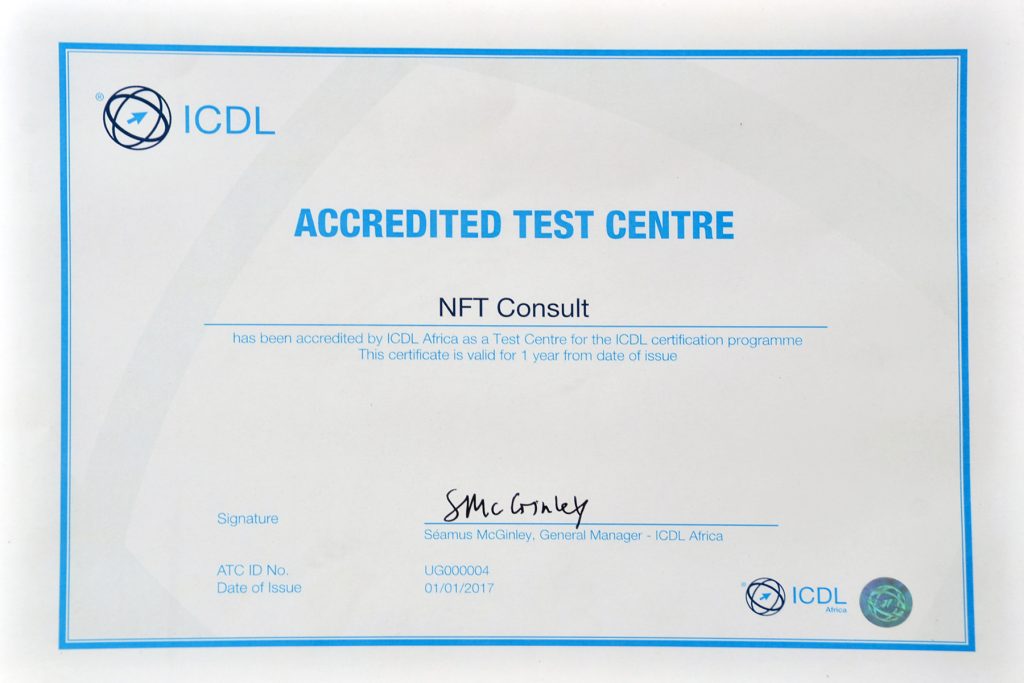 ® ICDL
ACCREDITED TEST CENTRE
NFT Consult
has been accredited by ICDL Africa as a Test Centre for the ICDL certification programme
This certificate is valid for 1 year from date of issue
SMcGinley
Signature
Séamus McGinley, General Manager - ICDL Africa
ATC ID No. UG000004
Date of Issue 01/01/2017
® ICDL
Africa